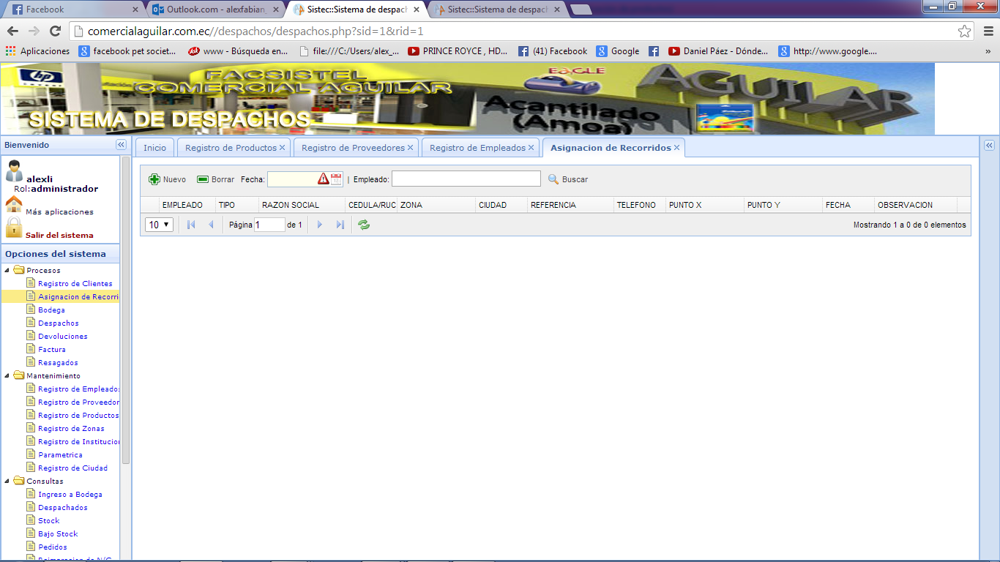 Facebook
Outlook.com - alexfabian_
Sistec::Sistema de despach
Sistec::Sistema de despach
comercialaguilar.com.ec//despachos/despachos.php?sid=1&rid=1
Aplicaciones
facebook pet societ...
www - Búsqueda en...
file:///C:/Users/alex_...
PRINCE ROYCE , HD...
(41) Facebook
Google
Daniel Páez - Dónde...
http://www.google....
»
hp
FACSISTEL
COMERCIAL AGUILAR
SISTEMA DE DESPACHOS
EAGLE
Acantilado
(Amoa)
AGUILAR
Bienvenido
alexli
Rol:administrador
Más aplicaciones
Salir del sistema
Opciones del sistema
Procesos
Registro de Clientes
Asignacion de Recorri
Bodega
Despachos
Devoluciones
Factura
Resagados
Mantenimiento
Registro de Empleados
Registro de Proveedor
Registro de Productos
Registro de Zonas
Registro de Institucion
Parametrica
Registro de Ciudad
Consultas
Ingreso a Bodega
Despachados
Stock
Bajo Stock
Pedidos
Inicio
Registro de Productos
Registro de Proveedores
Registro de Empleados
Asignacion de Recorridos
Nuevo
Borrar
Fecha:
| Empleado:
Buscar
EMPLEADO TIPO RAZON SOCIAL CEDULA/RUC ZONA CIUDAD REFERENCIA TELEFONO PUNTO X PUNTO Y FECHA OBSERVACION
10
Página 1 de 1
Mostrando 1 a 0 de 0 elementos